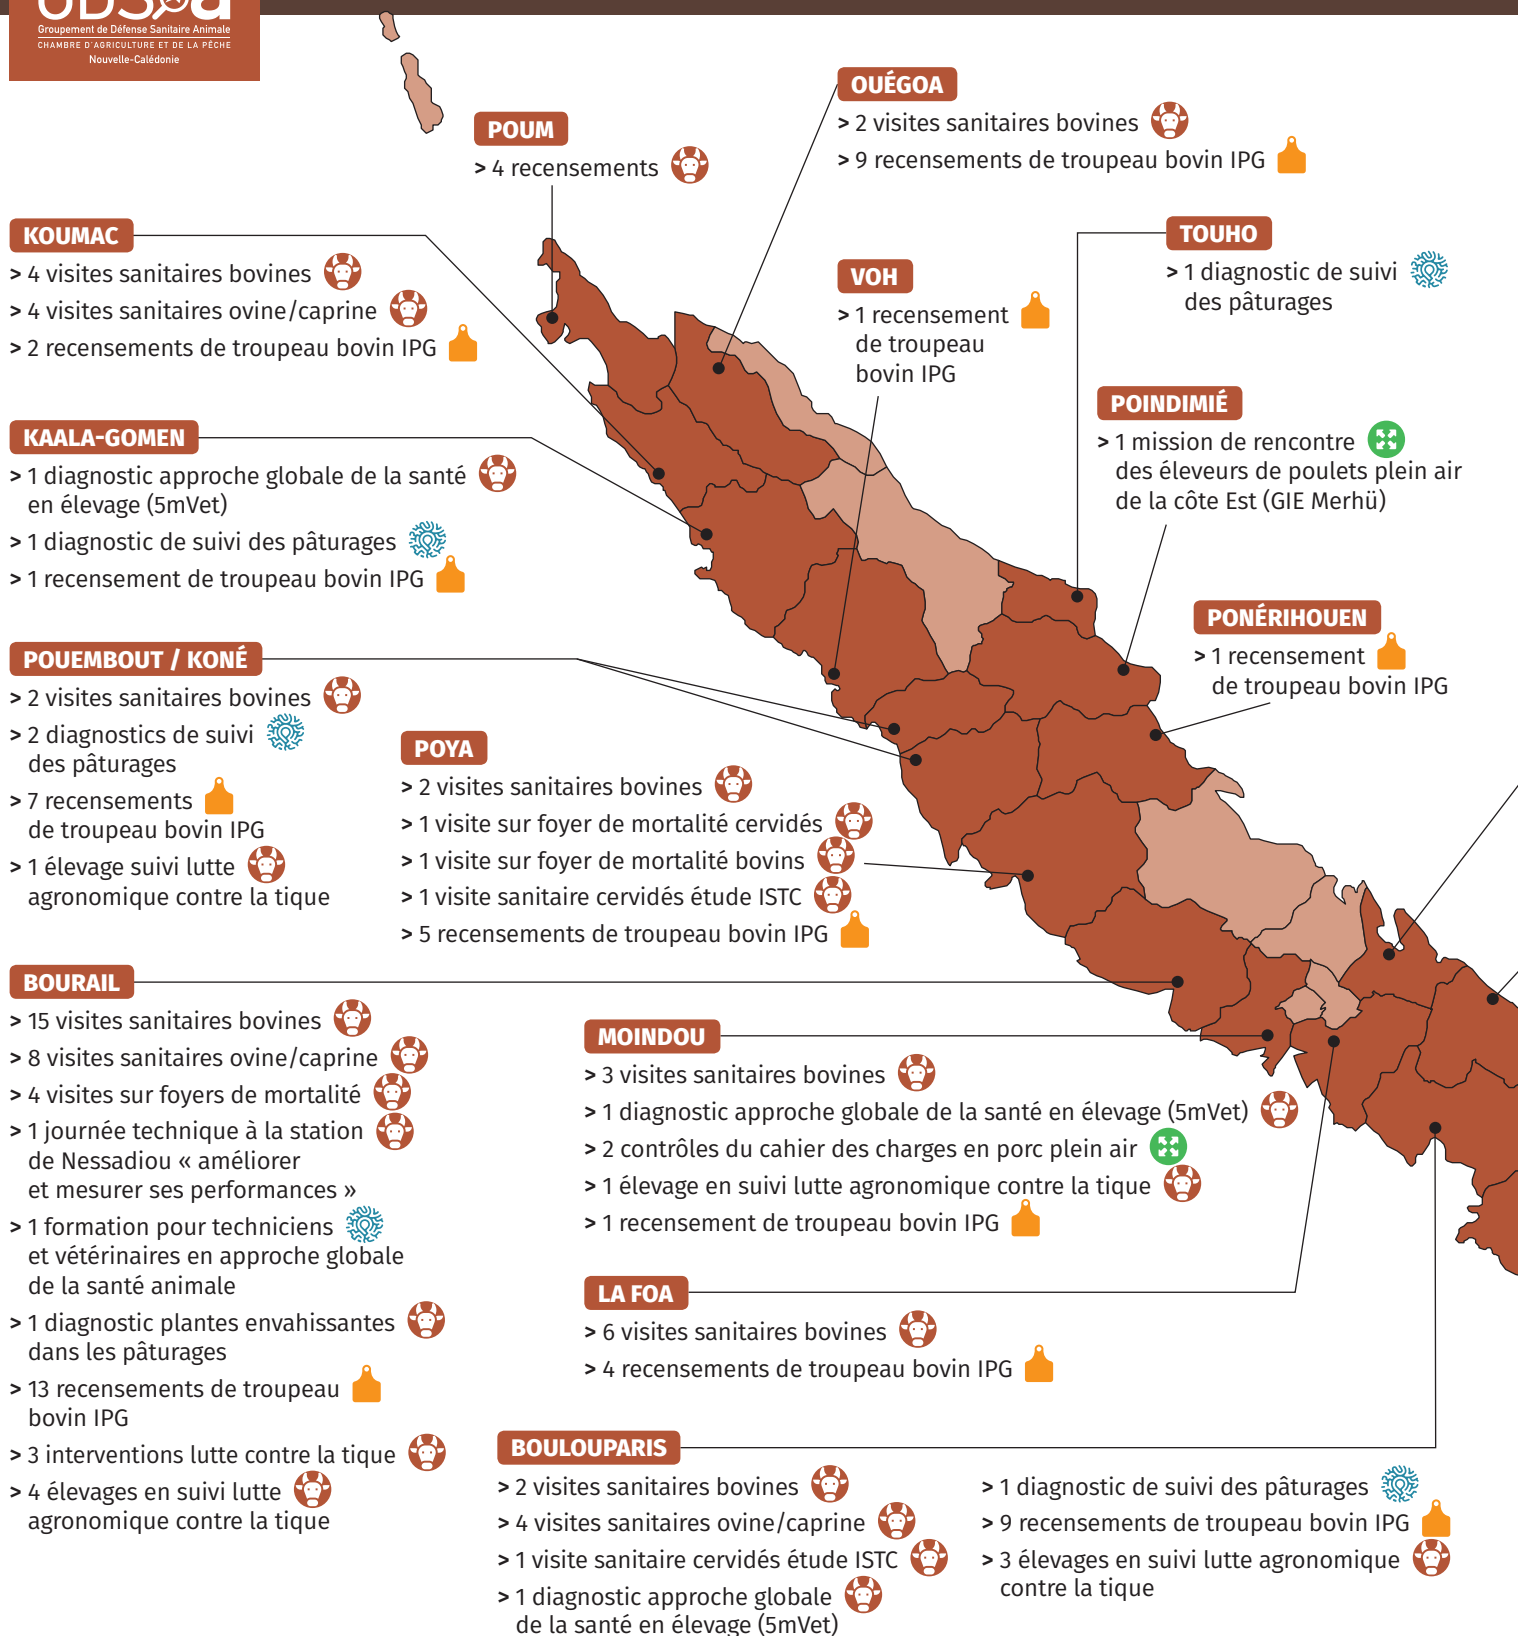 Groupement de Défense Sanitaire Animale
CHAMBRE D'AGRICULTURE ET DE LA PÊCHE
Nouvelle-Calédonie
POUM
> 4 recensements
OUÉGOA
> 2 visites sanitaires bovines
> 9 recensements de troupeau bovin IPG
KOUMAC
> 4 visites sanitaires bovines
> 4 visites sanitaires ovine/caprine
> 2 recensements de troupeau bovin IPG
VOH
> 1 recensement
de troupeau
bovin IPG
TOUHO
> 1 diagnostic de suivi
des pâturages
KAALA-GOMEN
> 1 diagnostic approche globale de la santé
en élevage (5mVet)
> 1 diagnostic de suivi des pâturages
> 1 recensement de troupeau bovin IPG
POINDIMIÉ
> 1 mission de rencontre
des éleveurs de poulets plein air
de la côte Est (GIE Merhü)
PONÉRIHOUEN
> 1 recensement
de troupeau bovin IPG
POUEMBOUT / KONÉ
> 2 visites sanitaires bovines
> 2 diagnostics de suivi
des pâturages
> 7 recensements
de troupeau bovin IPG
> 1 élevage suivi lutte
agronomique contre la tique
POYA
> 2 visites sanitaires bovines
> 1 visite sur foyer de mortalité cervidés
> 1 visite sur foyer de mortalité bovins
> 1 visite sanitaire cervidés étude ISTC
> 5 recensements de troupeau bovin IPG
BOURAIL
> 15 visites sanitaires bovines
> 8 visites sanitaires ovine/caprine
> 4 visites sur foyers de mortalité
> 1 journée technique à la station
de Nessadiou « améliorer
et mesurer ses performances »
> 1 formation pour techniciens
et vétérinaires en approche globale
de la santé animale
> 1 diagnostic plantes envahissantes
dans les pâturages
> 13 recensements de troupeau
bovin IPG
> 3 interventions lutte contre la tique
> 4 élevages en suivi lutte
agronomique contre la tique
MOINDOU
> 3 visites sanitaires bovines
> 1 diagnostic approche globale de la santé en élevage (5mVet)
> 2 contrôles du cahier des charges en porc plein air
> 1 élevage en suivi lutte agronomique contre la tique
> 1 recensement de troupeau bovin IPG
LA FOA
> 6 visites sanitaires bovines
> 4 recensements de troupeau bovin IPG
BOULOUPARIS
> 2 visites sanitaires bovines
> 4 visites sanitaires ovine/caprine
> 1 visite sanitaire cervidés étude ISTC
> 1 diagnostic approche globale
de la santé en élevage (5mVet)
> 1 diagnostic de suivi des pâturages
> 9 recensements de troupeau bovin IPG
> 3 élevages en suivi lutte agronomique
contre la tique